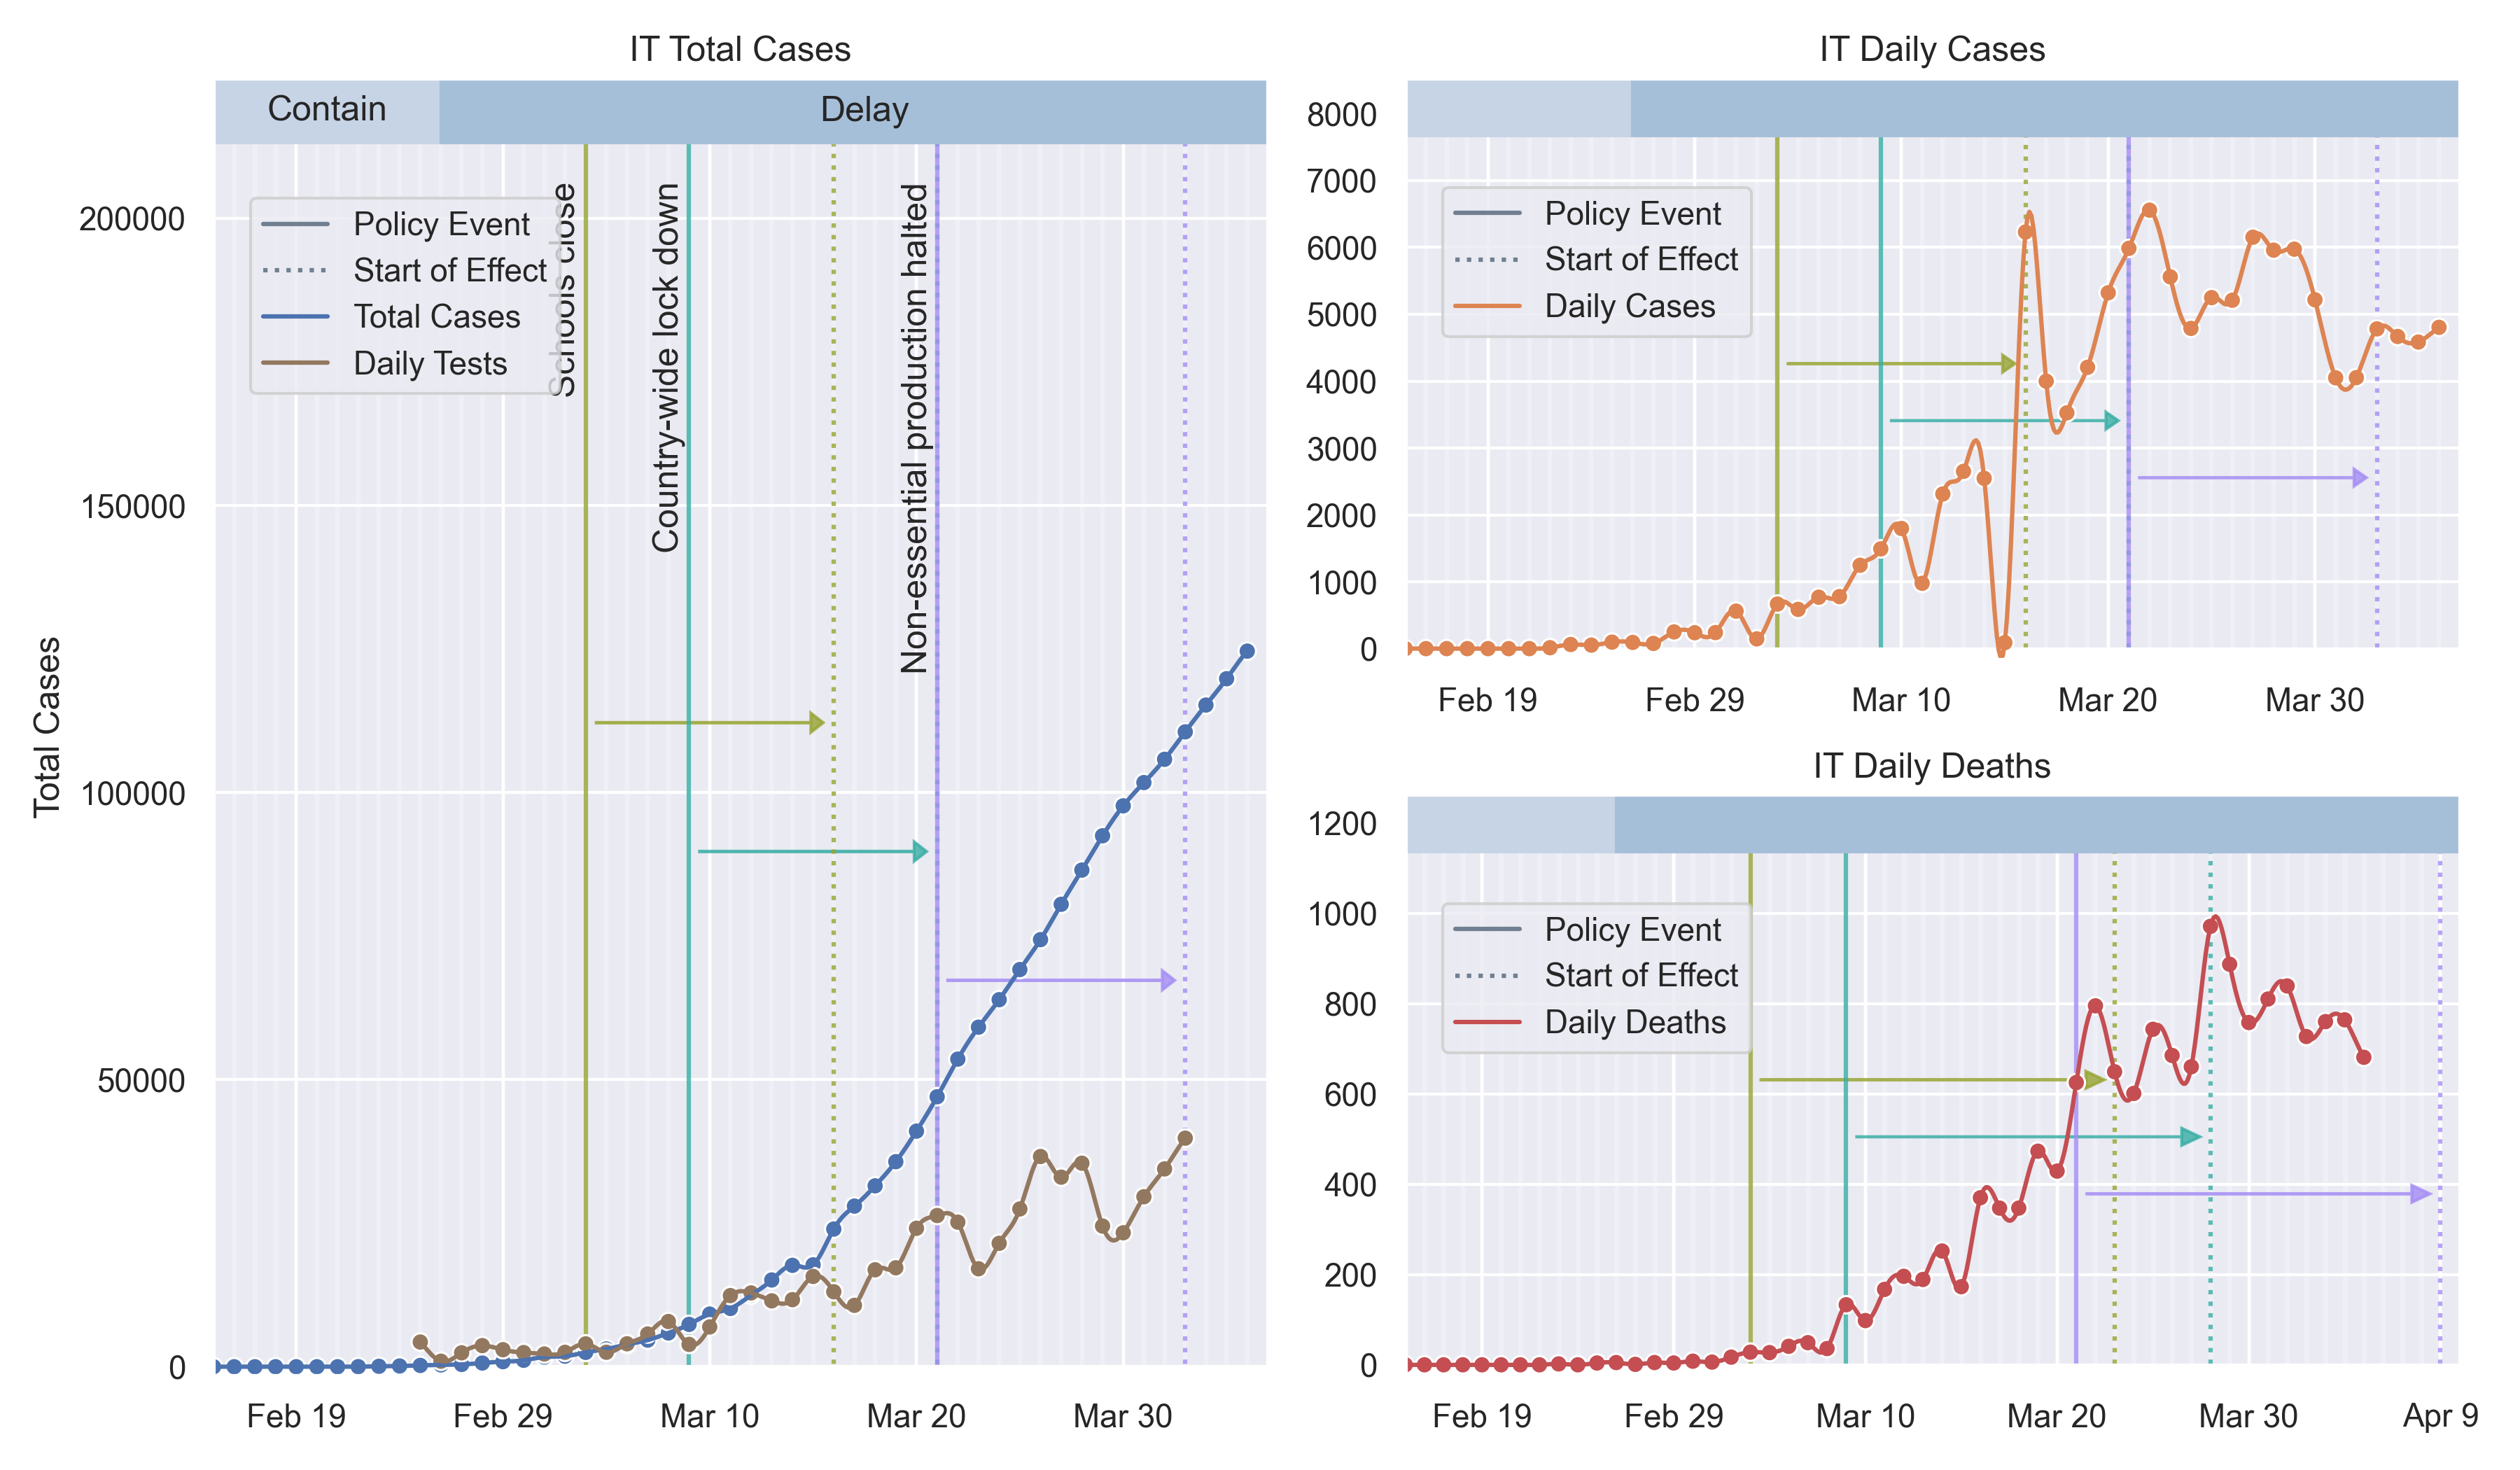 IT Total Cases
Contain
Delay
Policy Event
Start of Effect
Total Cases
Daily Tests
Schools close
Country-wide lock down
Non-essential production halted
Total Cases
200000
150000
100000
50000
0
Feb 19
Feb 29
Mar 10
Mar 20
Mar 30
IT Daily Cases
8000
7000
6000
5000
4000
3000
2000
1000
0
Policy Event
Start of Effect
Daily Cases
Feb 19
Feb 29
Mar 10
Mar 20
Mar 30
IT Daily Deaths
1200
1000
800
600
400
200
0
Policy Event
Start of Effect
Daily Deaths
Feb 19
Feb 29
Mar 10
Mar 20
Mar 30
Apr 9